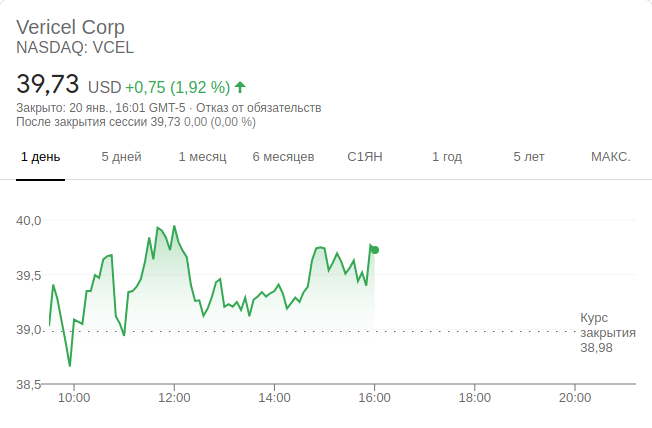 Vericel Corp
NASDAQ: VCEL
39,73 USD +0,75 (1,92 %)
Закрыто: 20 янв., 16:01 GMT-5 · Отказ от обязательств
После закрытия сессии 39,73 0,00 (0,00 %)
1 день 5 дней 1 месяц 6 месяцев С1ЯН 1 год 5 лет МАКС.
40,0
39,5
39,0
Курс
закрытия
38,98
38,5
10:00 12:00 14:00 16:00 18:00 20:00